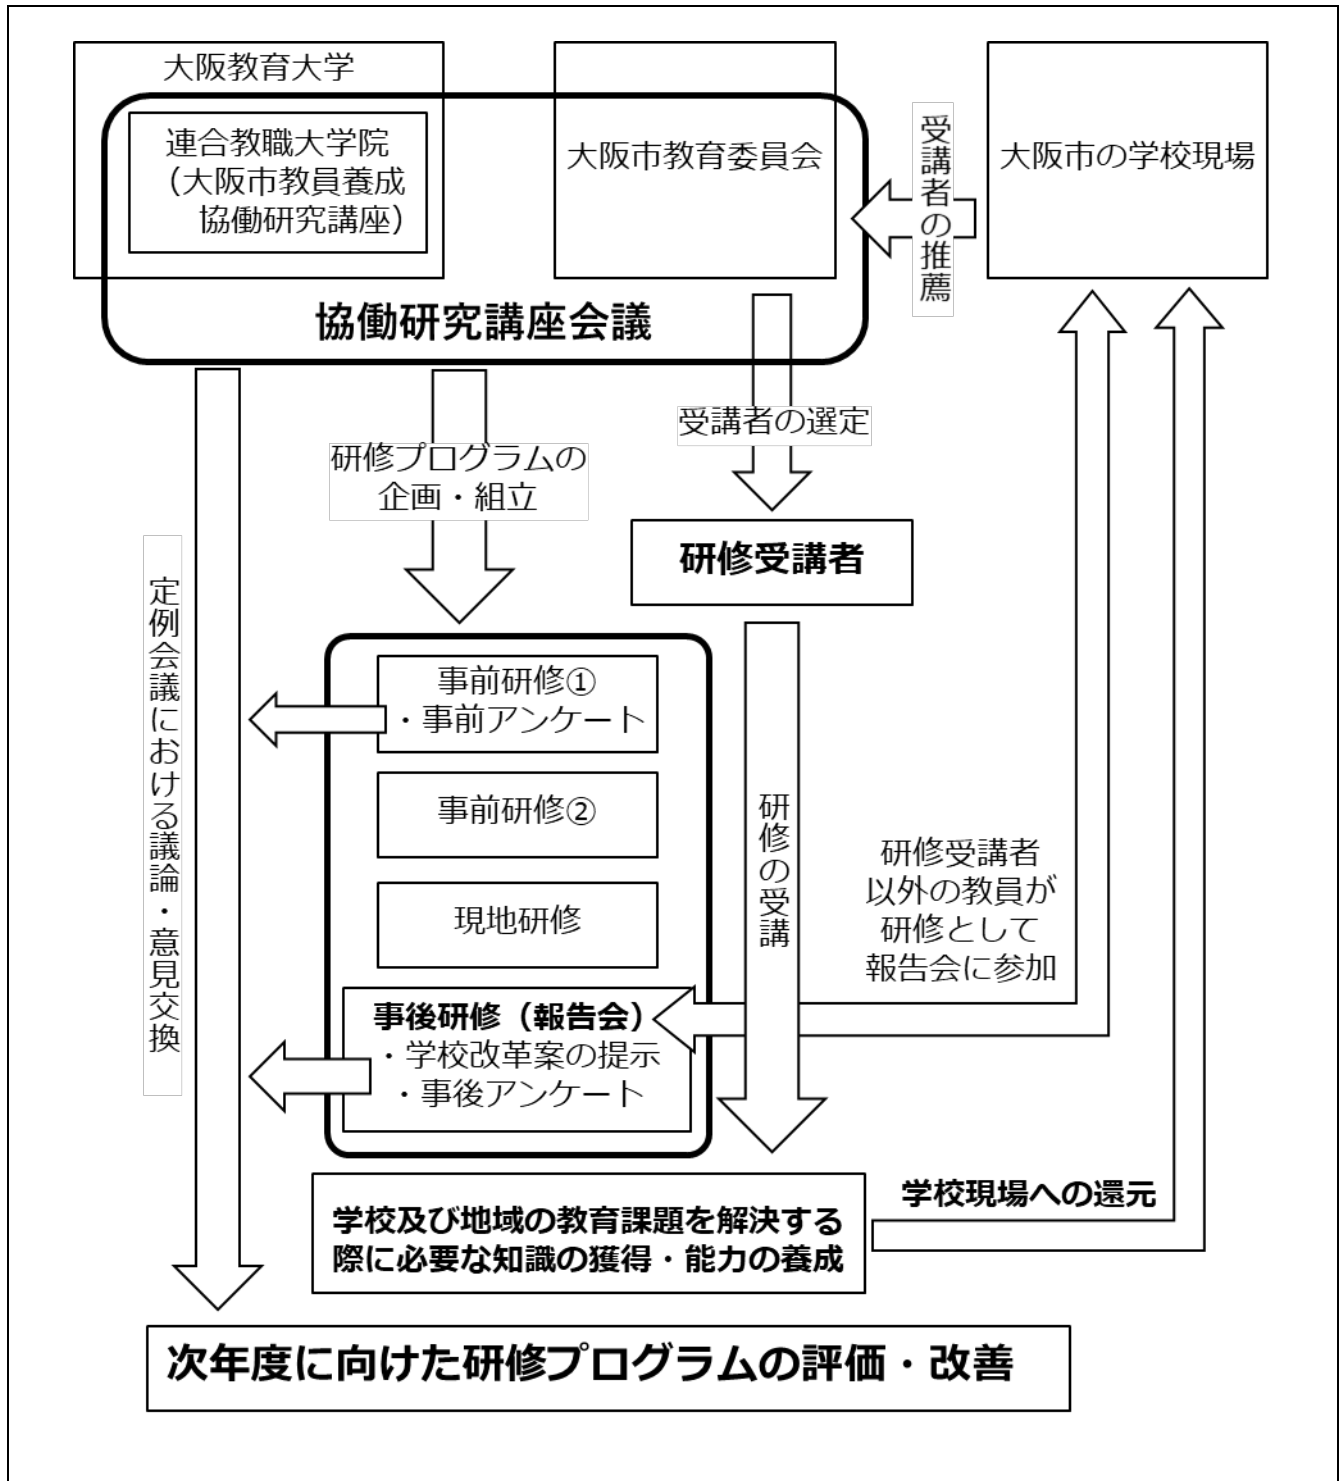 大阪教育大学
連合教職大学院
（大阪市教員養成
協働研究講座）
大阪市教育委員会
受講者の推薦
大阪市の学校現場
協働研究講座会議
受講者の選定
研修プログラムの
企画・組立
研修受講者
定例会議における議論・意見交換
事前研修①
・事前アンケート
事前研修②
現地研修
事後研修（報告会）
・学校改革案の提示
・事後アンケート
研修の受講
研修受講者
以外の教員が
研修として
報告会に参加
学校及び地域の教育課題を解決する
際に必要な知識の獲得・能力の養成
学校現場への還元
次年度に向けた研修プログラムの評価・改善